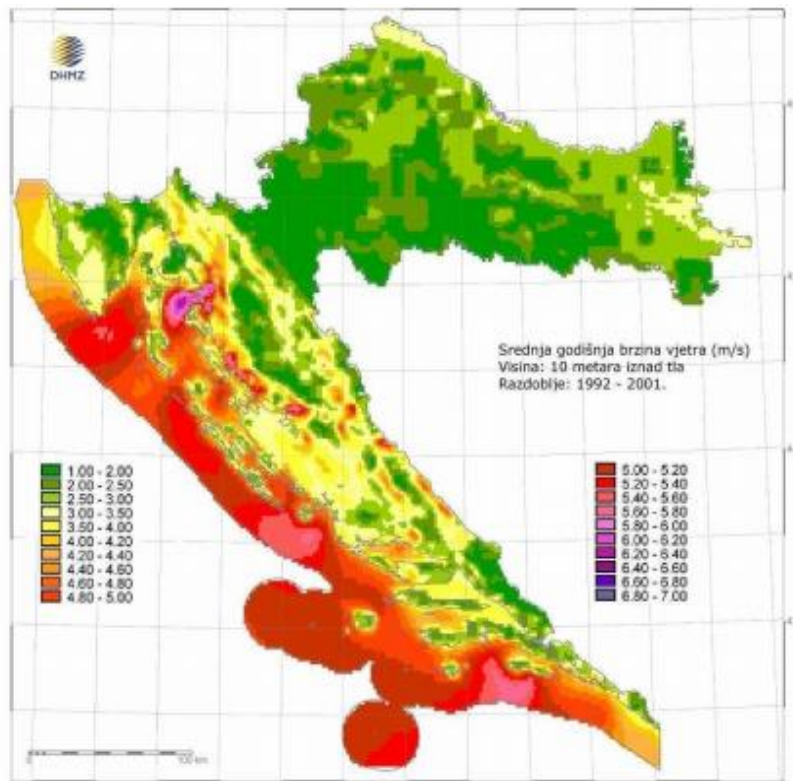 DHMZ
Srednja godišnja brzina vjetra (m/s)
Visina: 10 metara iznad tla
Razdoblje: 1992 - 2001.
1.00 - 2.00
2.00 - 2.50
2.50 - 3.00
3.00 - 3.50
3.50 - 4.00
4.00 - 4.20
4.20 - 4.40
4.40 - 4.60
4.60 - 4.80
4.80 - 5.00
5.00 - 5.20
5.20 - 5.40
5.40 - 5.60
5.60 - 5.80
5.80 - 6.00
6.00 - 6.20
6.20 - 6.40
6.40 - 6.60
6.60 - 6.80
6.80 - 7.00
0 100 km